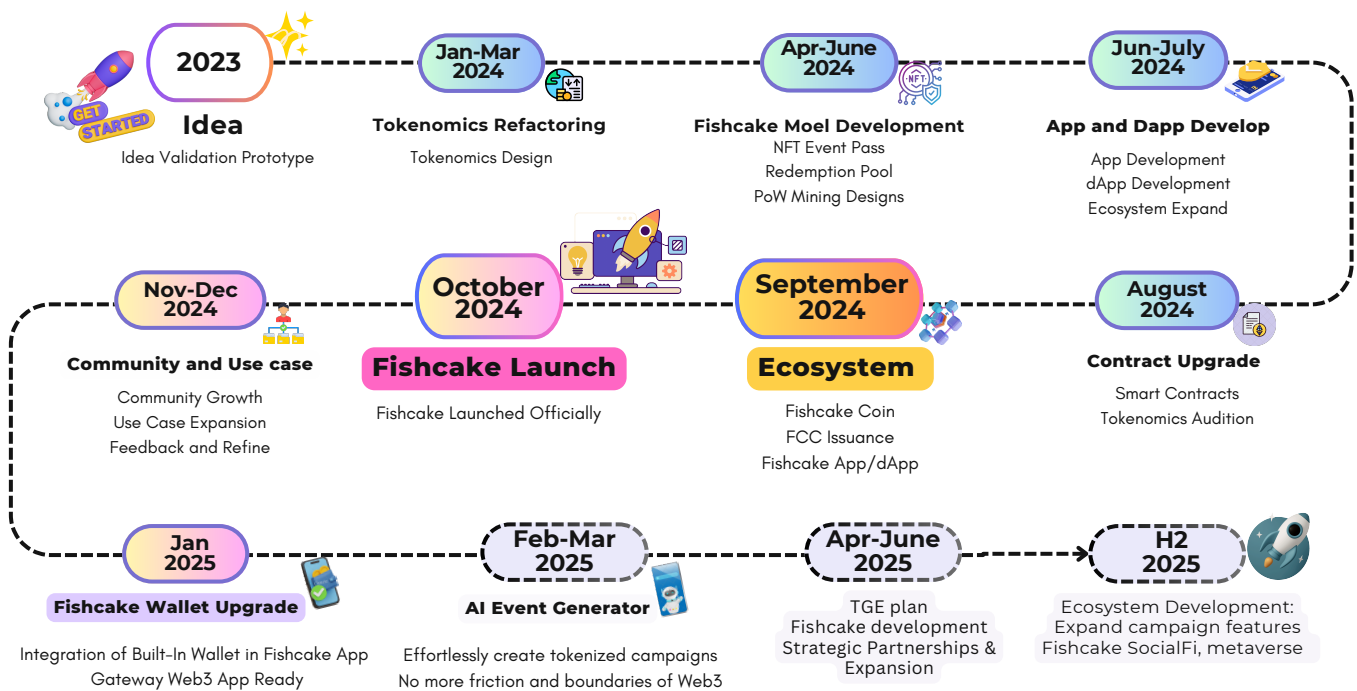 2023
GET
STARTED
Idea
Idea Validation Prototype
Jan-Mar
2024
Tokenomics Refactoring
Tokenomics Design
Apr-June
2024
NFT
Fishcake Moel Development
NFT Event Pass
Redemption Pool
PoW Mining Designs
Jun-July
2024
App and Dapp Develop
App Development
dApp Development
Ecosystem Expand
Nov-Dec
2024
Community and Use case
Community Growth
Use Case Expansion
Feedback and Refine
October
2024
Fishcake Launch
Fishcake Launched Officially
September
2024
Ecosystem
Fishcake Coin
FCC Issuance
Fishcake App/dApp
August
2024
Contract Upgrade
Smart Contracts
Tokenomics Audition
Jan
2025
Fishcake Wallet Upgrade
Integration of Built-In Wallet in Fishcake App
Gateway Web3 App Ready
Feb-Mar
2025
AI Event Generator
Effortlessly create tokenized campaigns
No more friction and boundaries of Web3
Apr-June
2025
TGE plan
Fishcake development
Strategic Partnerships &
Expansion
H2
2025
Ecosystem Development:
Expand campaign features
Fishcake SocialFi, metaverse